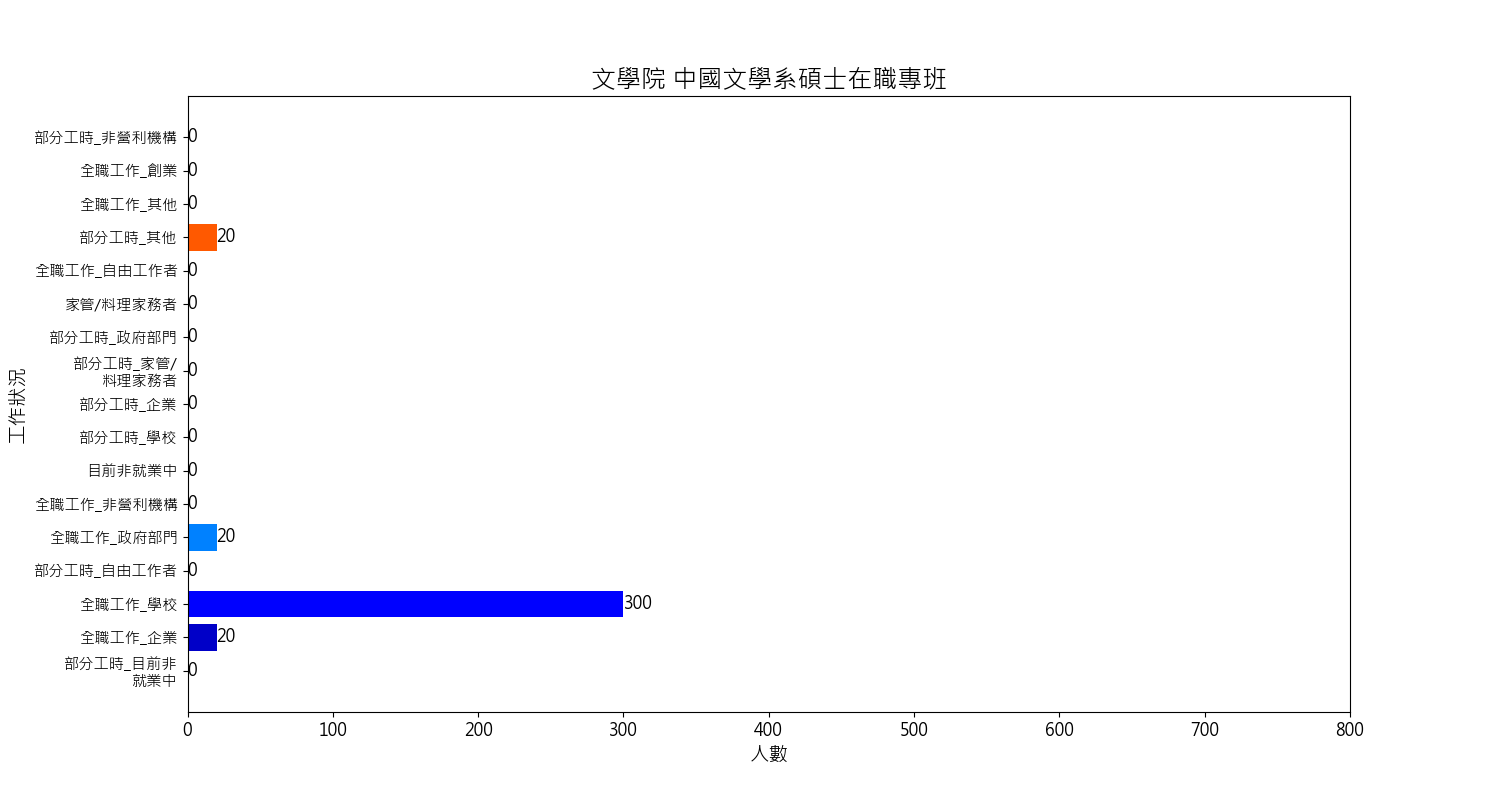 文學院 中國文學系碩士在職專班
部分工時_非營利機構 0
全職工作_創業 0
全職工作_其他 0
部分工時_其他 20
全職工作_自由工作者 0
家管/料理家務者 0
部分工時_政府部門 0
部分工時_家管/
料理家務者 0
部分工時_企業 0
部分工時_學校 0
目前非就業中 0
全職工作_非營利機構 0
全職工作_政府部門 20
部分工時_自由工作者 0
全職工作_學校 300
全職工作_企業 20
部分工時_目前非
就業中 0
工作狀況
0 100 200 300 400 500 600 700 800
人數